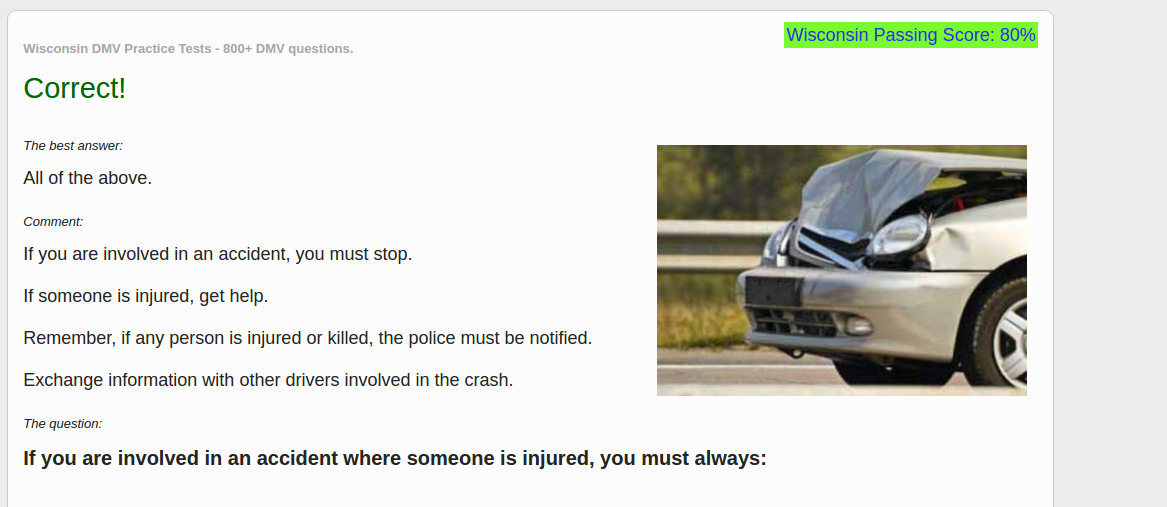 Wisconsin Passing Score: 80%
Wisconsin DMV Practice Tests - 800+ DMV questions.
Correct!
The best answer:
All of the above.
Comment:
If you are involved in an accident, you must stop.
If someone is injured, get help.
Remember, if any person is injured or killed, the police must be notified.
Exchange information with other drivers involved in the crash.
The question:
If you are involved in an accident where someone is injured, you must always: